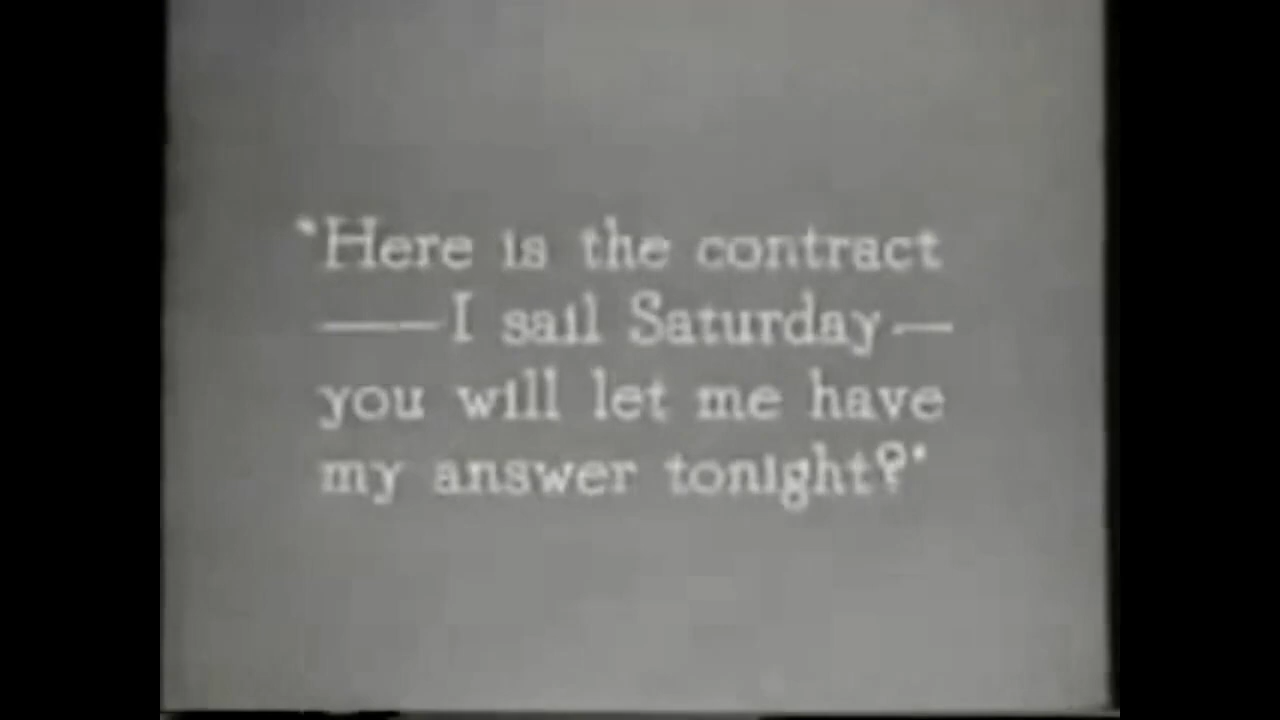 "Here is the contract
——I sail Saturday—
you will let me have
my answer tonight?"